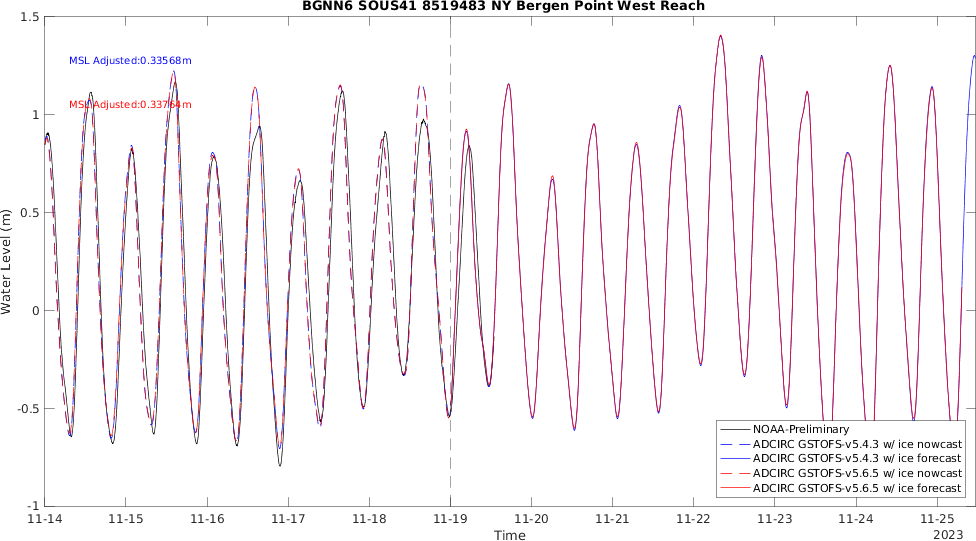 BGNN6 SOUS41 8519483 NY Bergen Point West Reach
1.5
1
0.5
0
-0.5
-1
Water Level (m)
MSL Adjusted:0.33568m
MSL Adjusted:0.33764m
NOAA-Preliminary
ADCIRC GSTOFS-v5.4.3 w/ ice nowcast
ADCIRC GSTOFS-v5.4.3 w/ ice forecast
ADCIRC GSTOFS-v5.6.5 w/ ice nowcast
ADCIRC GSTOFS-v5.6.5 w/ ice forecast
11-14 11-15 11-16 11-17 11-18 11-19 11-20 11-21 11-22 11-23 11-24 11-25
Time
2023